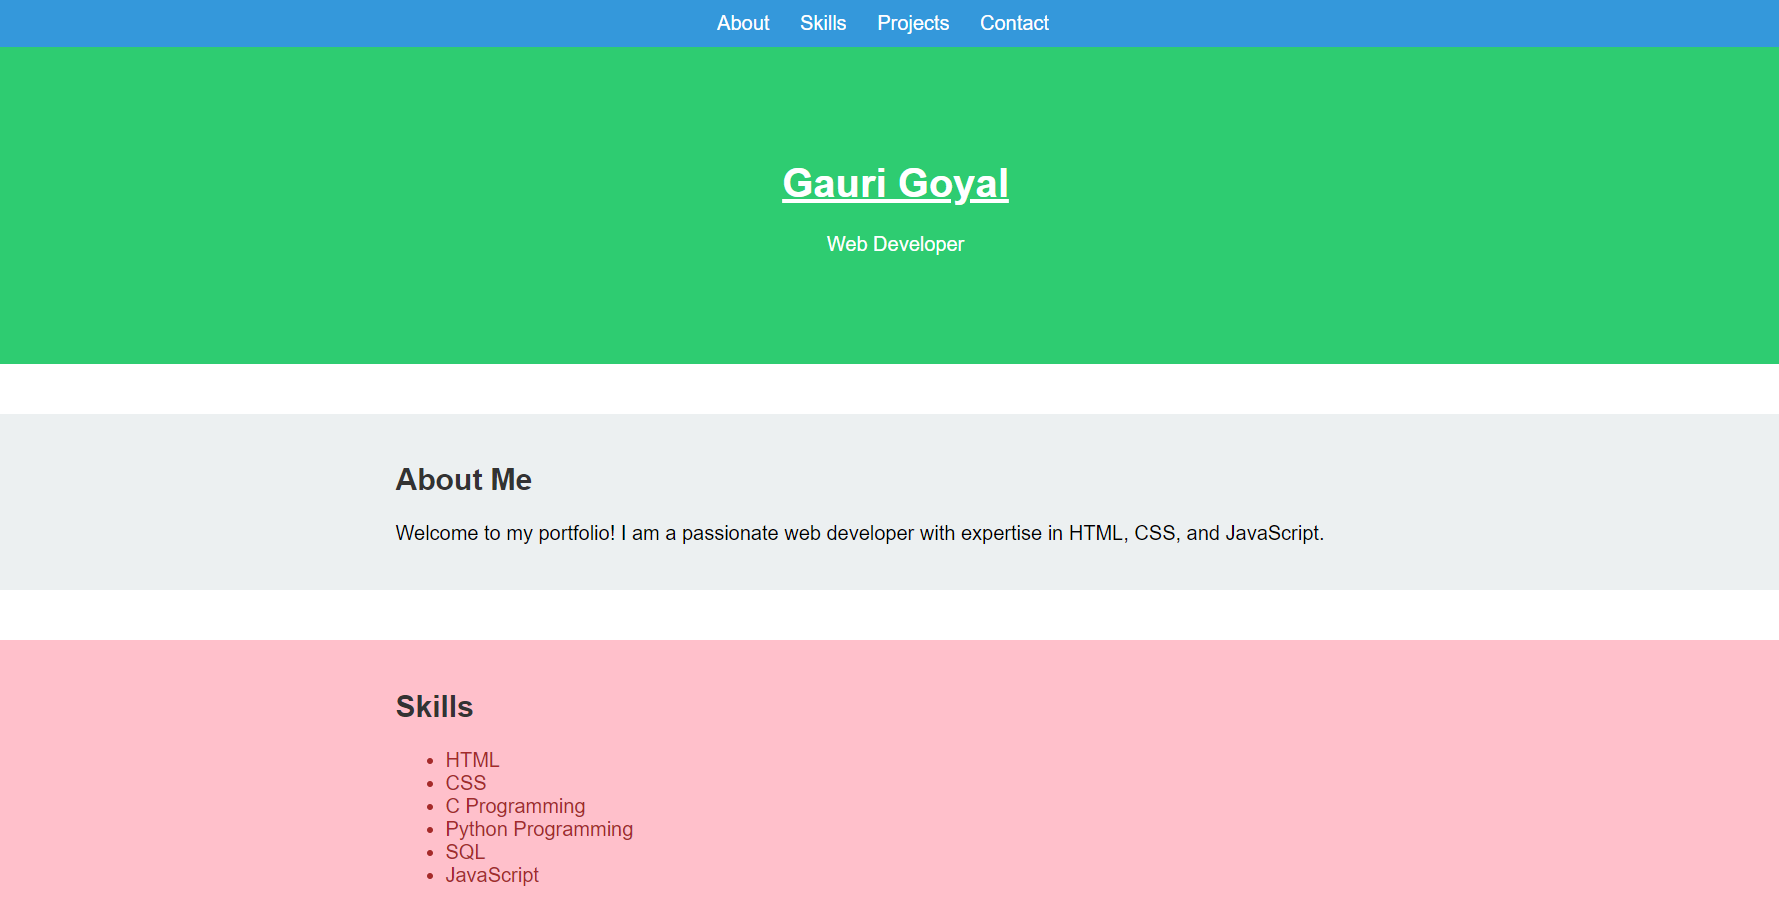 About Skills Projects Contact
Gauri Goyal
Web Developer
About Me
Welcome to my portfolio! I am a passionate web developer with expertise in HTML, CSS, and JavaScript.
Skills
• HTML
• CSS
• C Programming
• Python Programming
• SQL
• JavaScript